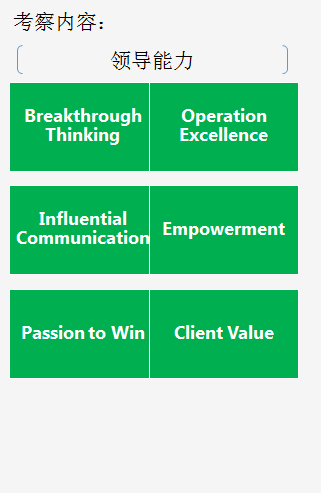 考察内容：
领导能力
Breakthrough
Thinking
Operation
Excellence
Influential
Communication
Empowerment
Passion to Win
Client Value